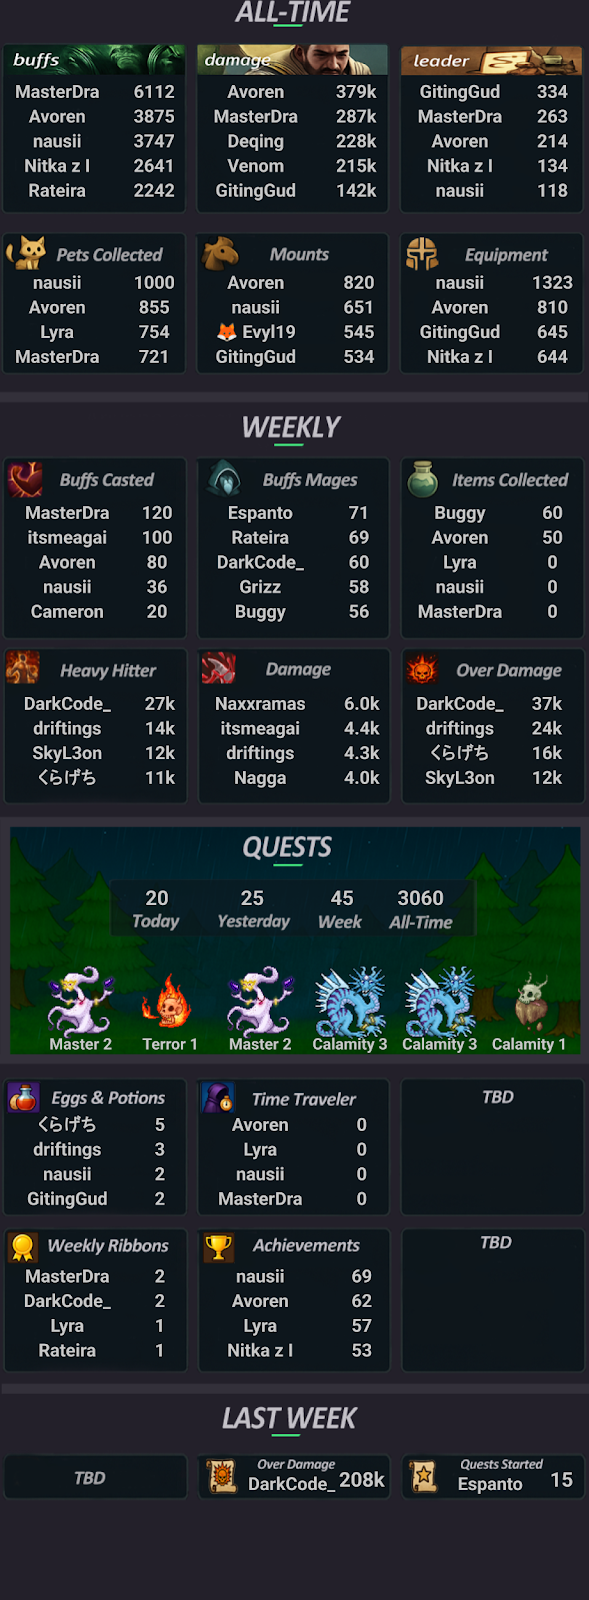 ALL-TIME
buffs
MasterDra 6112
Avoren 3875
nausii 3747
Nitka z l 2641
Rateira 2242
damage
Avoren 379k
MasterDra 287k
Deqing 228k
Venom 215k
GitingGud 142k
leader
GitingGud 334
MasterDra 263
Avoren 214
Nitka z l 134
nausii 118
Pets Collected
nausii 1000
Avoren 855
Lyra 754
MasterDra 721
Mounts
Avoren 820
nausii 651
🦊 Evyl19 545
GitingGud 534
Equipment
nausii 1323
Avoren 810
GitingGud 645
Nitka z l 644
WEEKLY
Buffs Casted
MasterDra 120
itsmeagai 100
Avoren 80
nausii 36
Cameron 20
Buffs Mages
Espanto 71
Rateira 69
DarkCode_ 60
Grizz 58
Buggy 56
Items Collected
Buggy 60
Avoren 50
Lyra 0
nausii 0
MasterDra 0
Heavy Hitter
DarkCode_ 27k
driftings 14k
SkyL3on 12k
くらげち 11k
Damage
Naxxramas 6.0k
itsmeagai 4.4k
driftings 4.3k
Nagga 4.0k
Over Damage
DarkCode_ 37k
driftings 24k
くらげち 16k
SkyL3on 12k
QUESTS
20 25 45 3060
Today Yesterday Week All-Time
Master 2 Terror 1 Master 2 Calamity 3 Calamity 3 Calamity 1
Eggs & Potions
くらげち 5
driftings 3
nausii 2
GitingGud 2
Time Traveler
Avoren 0
Lyra 0
nausii 0
MasterDra 0
TBD
Weekly Ribbons
MasterDra 2
DarkCode_ 2
Lyra 1
Rateira 1
Achievements
nausii 69
Avoren 62
Lyra 57
Nitka z l 53
TBD
LAST WEEK
TBD
Over Damage
DarkCode_ 208k
Quests Started
Espanto 15